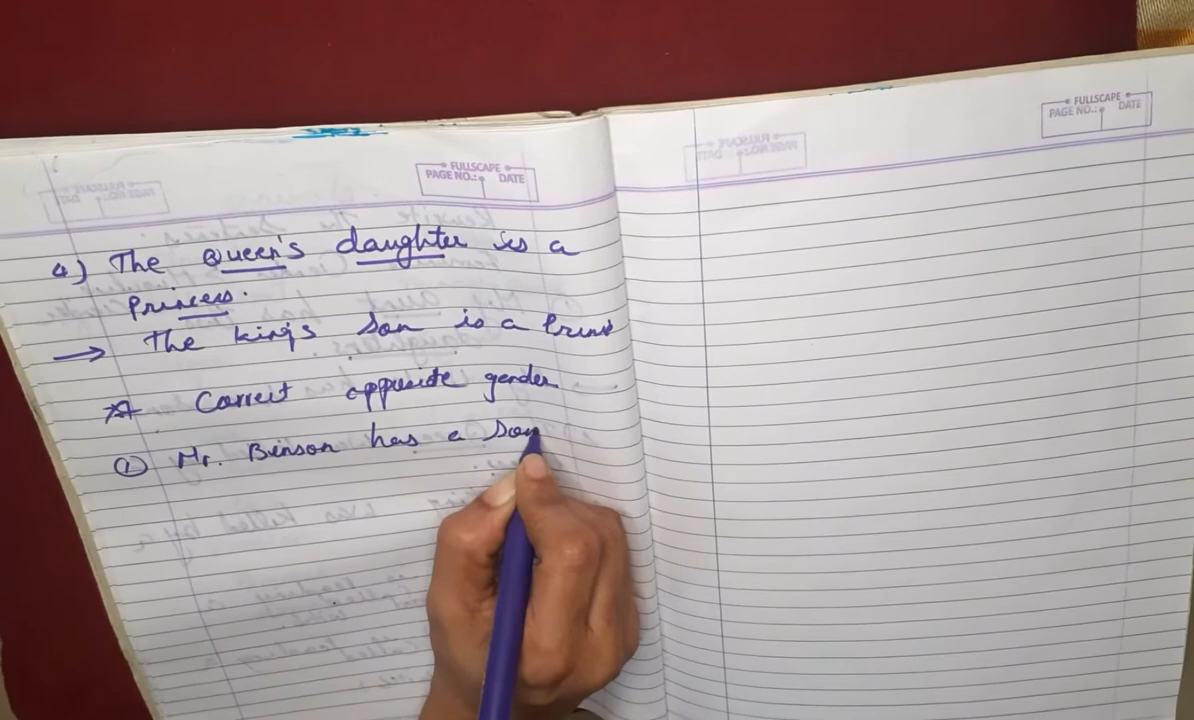 FULLSCAPE
PAGE NO.: DATE
FULLSCAPE
PAGE NO.: DATE
4) The Queen's daughter is a
Princess.
→ The king's Son is a Prince
☆ Correct opposite gender
① Mr. Binson has a Son